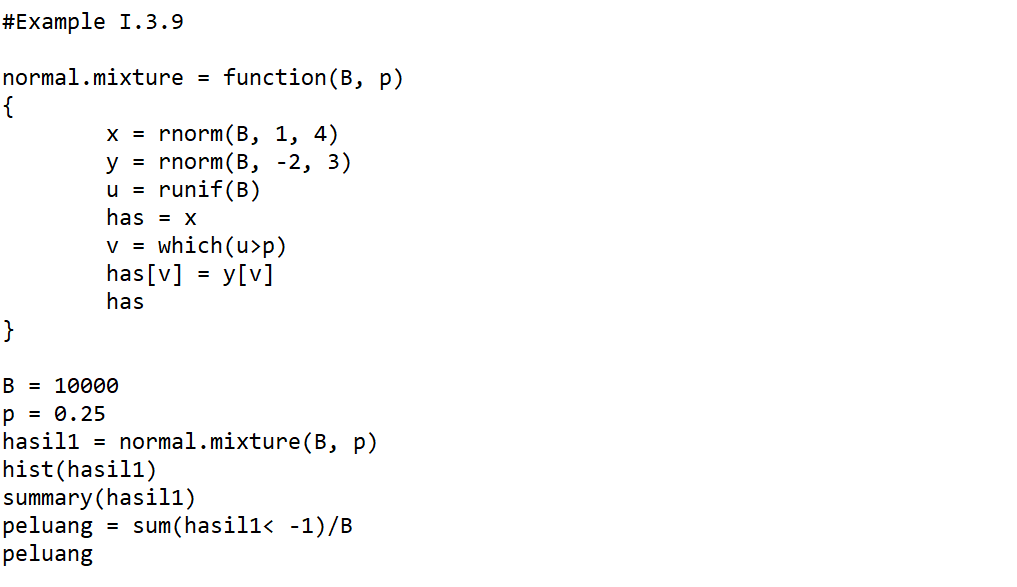 #Example I.3.9
normal.mixture = function(B, p)
{
x = rnorm(B, 1, 4)
y = rnorm(B, -2, 3)
u = runif(B)
has = x
v = which(u>p)
has[v] = y[v]
has
}
B = 10000
p = 0.25
hasil1 = normal.mixture(B, p)
hist(hasil1)
summary(hasil1)
peluang = sum(hasil1< -1)/B
peluang